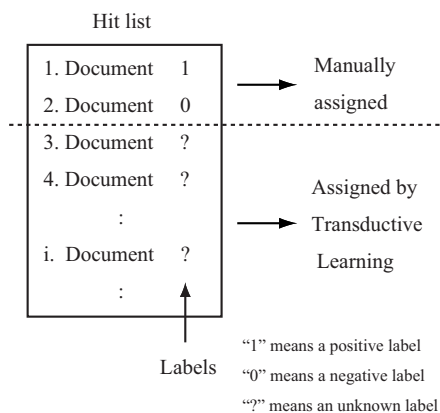 Hit list
1. Document 1
2. Document 0
3. Document ?
4. Document ?
:
i. Document ?
:
Manually
assigned
Assigned by
Transductive
Learning
Labels
“1” means a positive label
“0” means a negative label
“?” means an unknown label